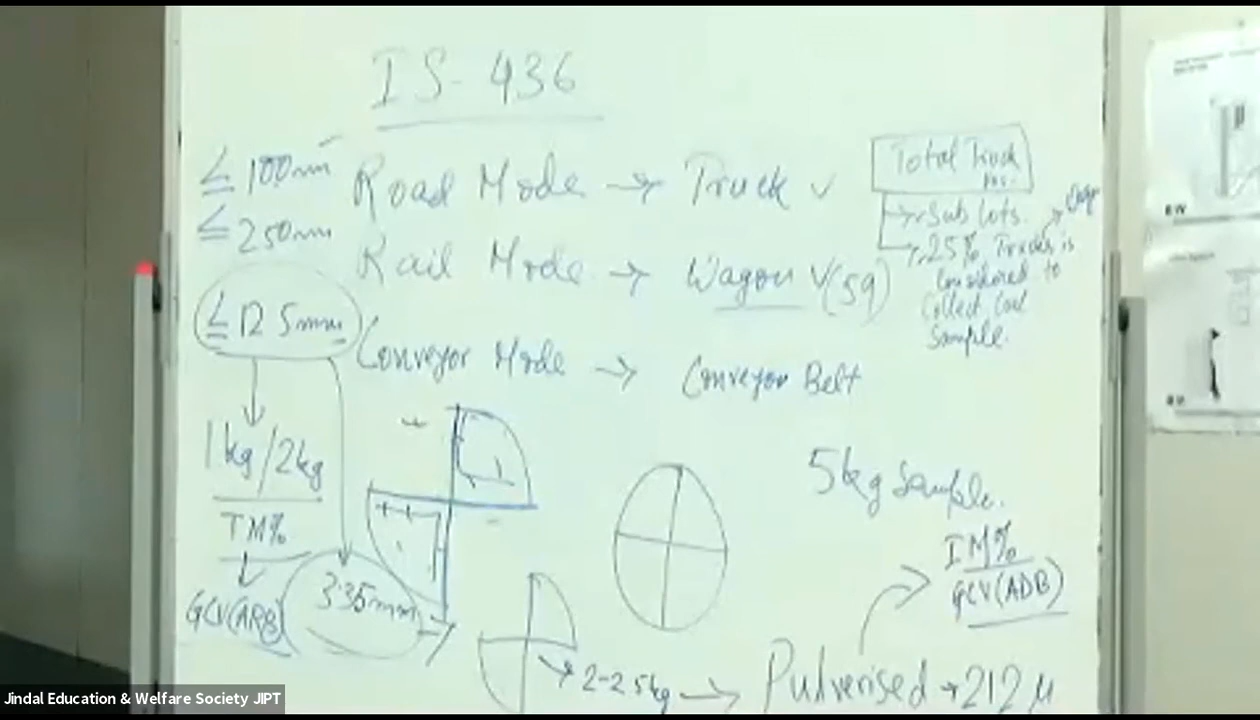 IS-436
≤ 100mm Road Mode → Truck ✓
≤ 250mm
Rail Mode → Wagon ✓(59)
≤ 12.5mm
Conveyor Mode → Conveyor Belt
Total Truck
nos.
→ Sub lots.
→ 25% Trucks is
Considered to
Collect Coal
Sample.
1kg/2kg
TM%
GCV(ARB)
3.35mm
5kg Sample.
IM%
GCV(ADB)
2-2.5kg → Pulverised → 212 μ
Jindal Education & Welfare Society JIPT